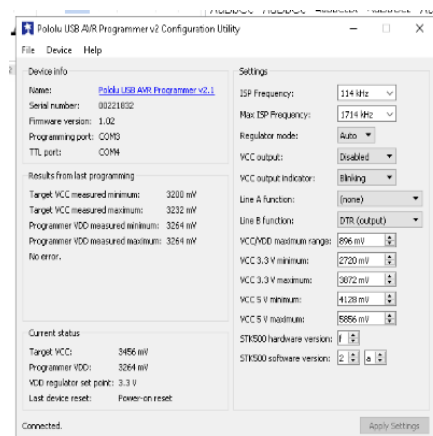 Pololu USB AVR Programmer v2 Configuration Utility
File Device Help
Device info
Name: Pololu USB AVR Programmer v2.1
Serial number: 00221832
Firmware version: 1.02
Programming port: COM3
TTL port: COM4
Results from last programming
Target VCC measured minimum: 3200 mV
Target VCC measured maximum: 3232 mV
Programmer VDD measured minimum: 3264 mV
Programmer VDD measured maximum: 3264 mV
No error.
Current status
Target VCC: 3456 mV
Programmer VDD: 3264 mV
VDD regulator set point: 3.3 V
Last device reset: Power-on reset
Settings
ISP Frequency: 114 kHz
Max ISP Frequency: 1714 kHz
Regulator mode: Auto
VCC output: Disabled
VCC output indicator: Blinking
Line A function: (none)
Line B function: DTR (output)
VCC/VDD maximum range: 896 mV
VCC 3.3 V minimum: 2720 mV
VCC 3.3 V maximum: 3872 mV
VCC 5 V minimum: 4128 mV
VCC 5 V maximum: 5856 mV
STK500 hardware version: f
STK500 software version: 2 a
Connected.
Apply Settings